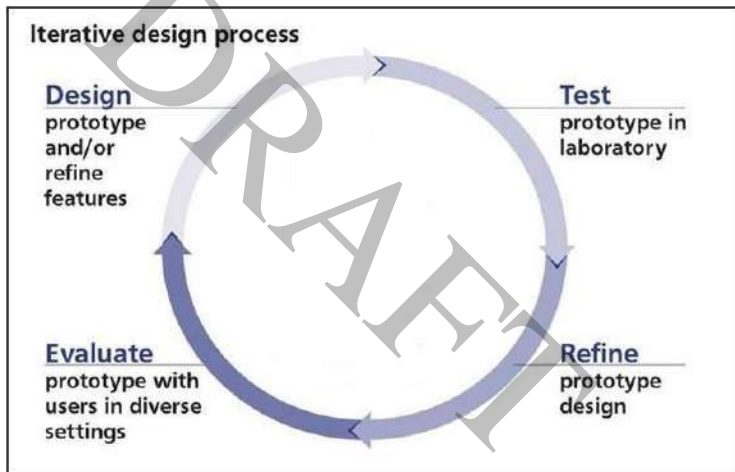 Iterative design process
Design
prototype
and/or
refine
features
Test
prototype in
laboratory
Evaluate
prototype with
users in diverse
settings
Refine
prototype
design
DRAFT